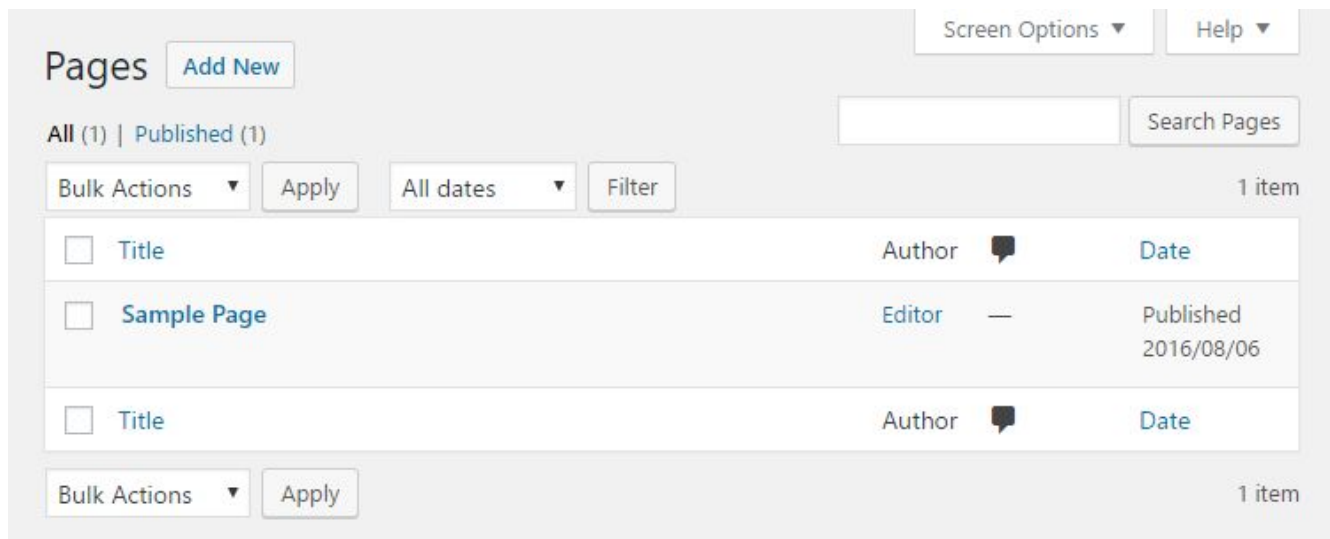 Screen Options ▼ Help ▼
Pages Add New
All (1) | Published (1) Search Pages
Bulk Actions ▼ Apply All dates ▼ Filter 1 item
Title Author Date
Sample Page Editor — Published
2016/08/06
Title Author Date
Bulk Actions ▼ Apply 1 item